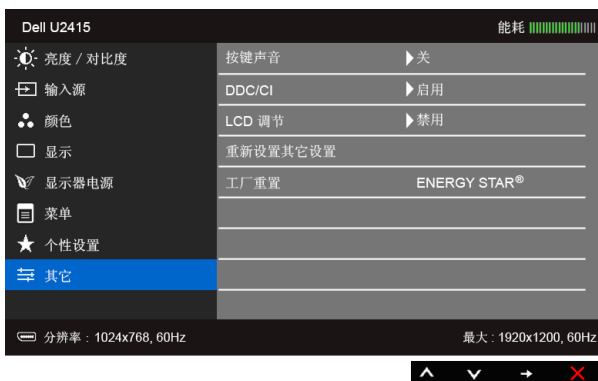 Dell U2415 能耗
亮度 / 对比度 按键声音 关
输入源 DDC/CI 启用
颜色 LCD 调节 禁用
显示 重新设置其它设置
显示器电源 工厂重置 ENERGY STAR®
菜单
个性设置
其它
分辨率 : 1024x768, 60Hz 最大 : 1920x1200, 60Hz